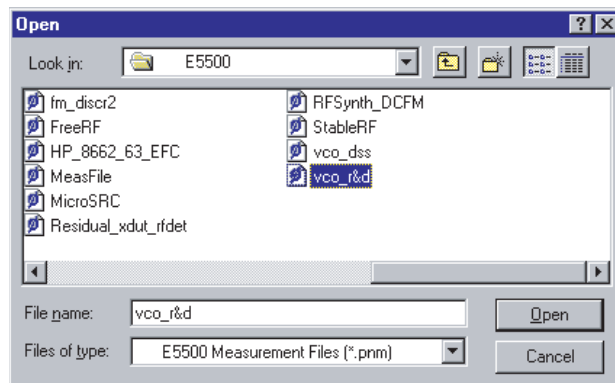 Open
Look in: E5500
fm_discr2
FreeRF
HP_8662_63_EFC
MeasFile
MicroSRC
Residual_xdut_rfdet
RFSynth_DCFM
StableRF
vco_dss
vco_r&d
File name: vco_r&d
Open
Files of type: E5500 Measurement Files (*.pnm)
Cancel